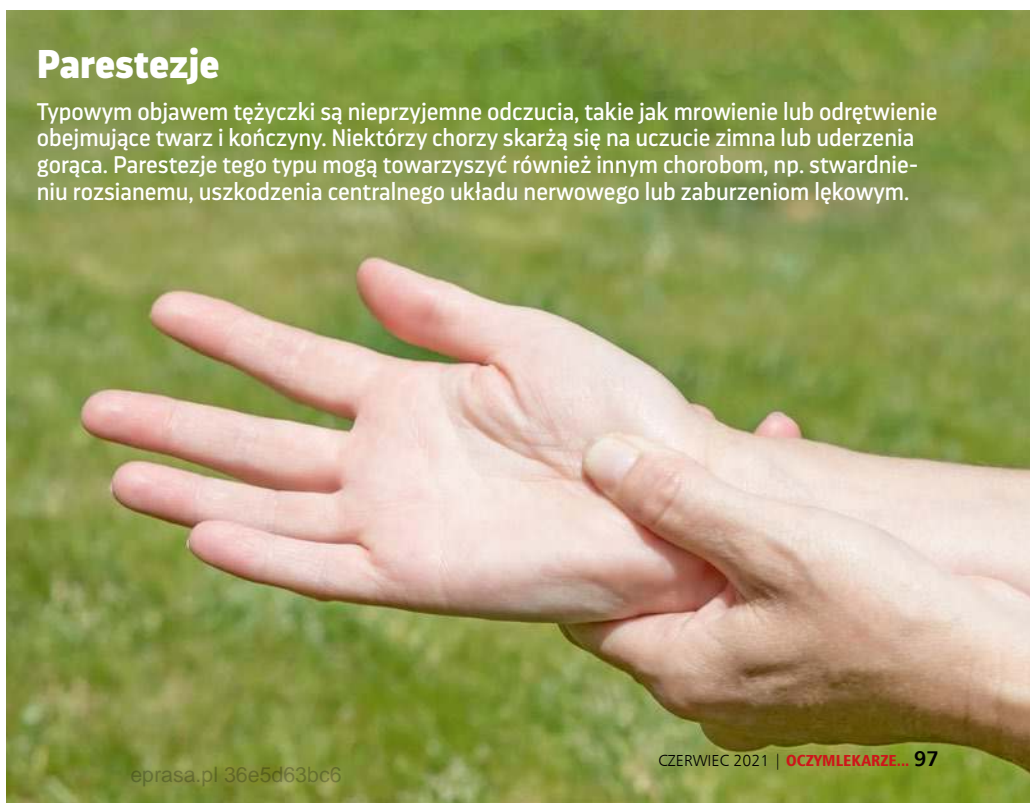 Parestezje
Typowym objawem tężyczki są nieprzyjemne odczucia, takie jak mrowienie lub odrętwienie
obejmujące twarz i kończyny. Niektórzy chorzy skarżą się na uczucie zimna lub uderzenia
gorąca. Parestezje tego typu mogą towarzyszyć również innym chorobom, np. stwardnie-
niu rozsianemu, uszkodzenia centralnego układu nerwowego lub zaburzeniom lękowym.
CZERWIEC 2021 | OCZYMLEKARZE... 97
eprasa.pl 36e5d63bc6